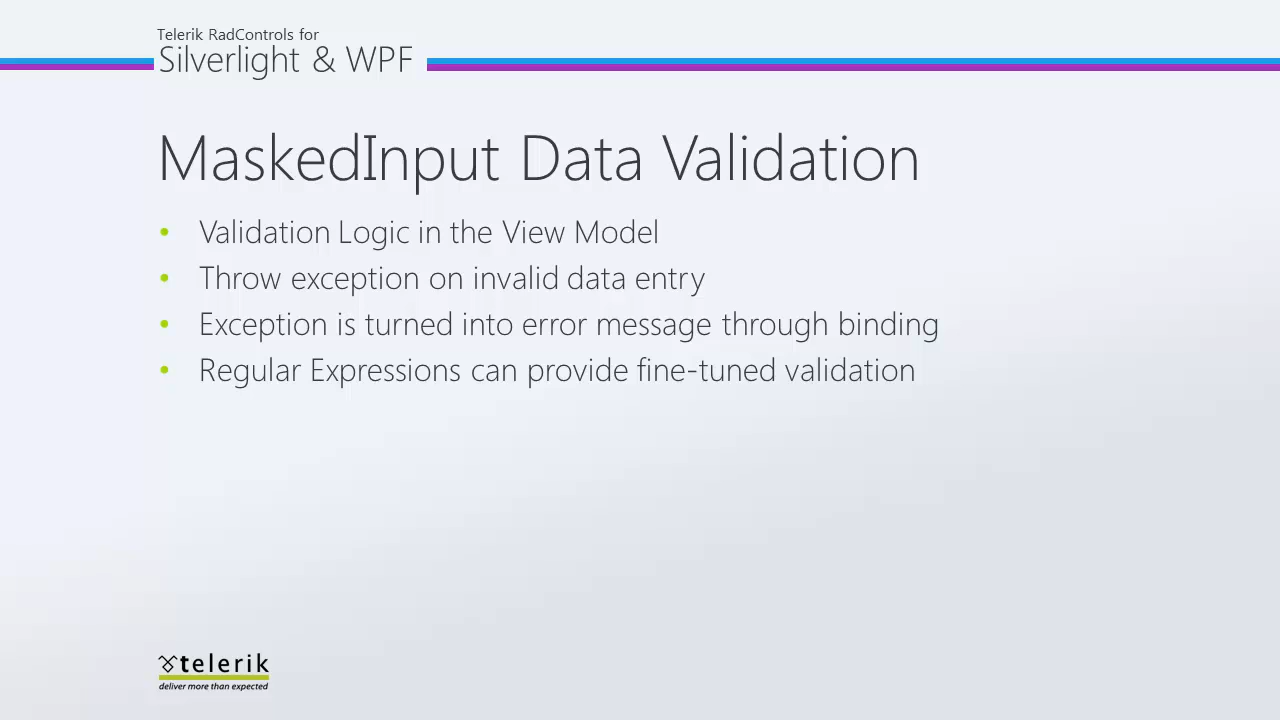 Telerik RadControls for
Silverlight & WPF
MaskedInput Data Validation
• Validation Logic in the View Model
• Throw exception on invalid data entry
• Exception is turned into error message through binding
• Regular Expressions can provide fine-tuned validation
telerik
deliver more than expected